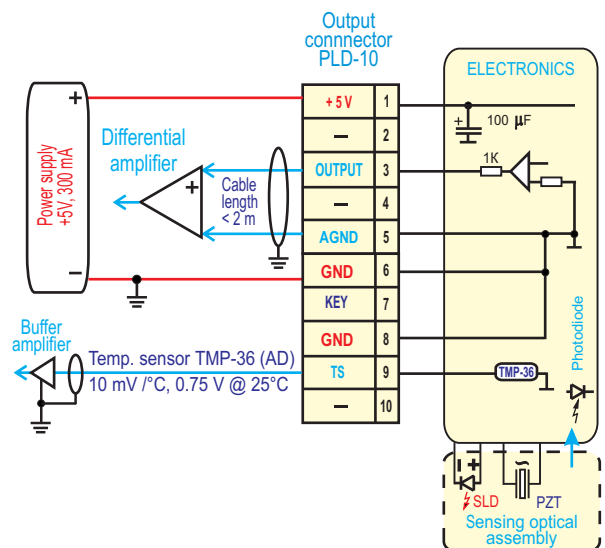 Output
connnector
PLD-10
ELECTRONICS
+
Power supply
+5V, 300 mA
−
Differential
amplifier
+
Cable
length
< 2 m
+ 5 V 1
– 2
OUTPUT 3
– 4
AGND 5
GND 6
KEY 7
GND 8
TS 9
– 10
+
100 µF
1K
Photodiode
TMP-36
Buffer
amplifier
Temp. sensor TMP-36 (AD)
10 mV /°C, 0.75 V @ 25°C
– +
~
SLD
PZT
Sensing optical
assembly